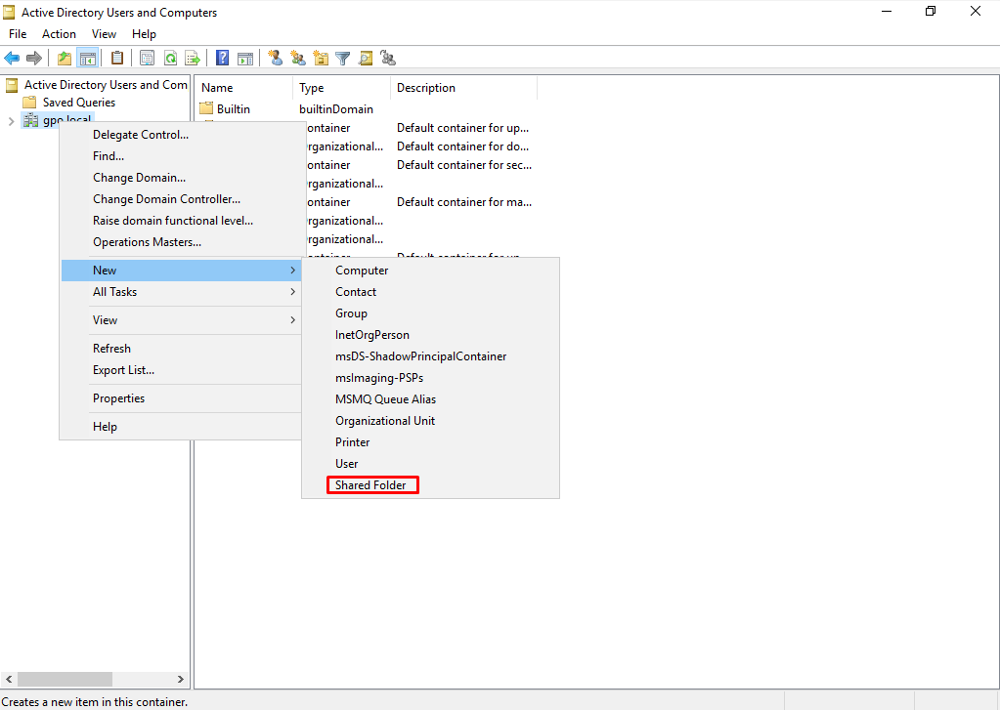 Active Directory Users and Computers
File Action View Help
Active Directory Users and Com
Saved Queries
gpo.local
Name Type Description
Builtin builtinDomain
ontainer Default container for up...
rganizational... Default container for do...
ontainer Default container for sec...
rganizational...
ontainer Default container for ma...
rganizational...
rganizational...
Delegate Control...
Find...
Change Domain...
Change Domain Controller...
Raise domain functional level...
Operations Masters...
New
All Tasks
View
Refresh
Export List...
Properties
Help
Computer
Contact
Group
InetOrgPerson
msDS-ShadowPrincipalContainer
msImaging-PSPs
MSMQ Queue Alias
Organizational Unit
Printer
User
Shared Folder
Creates a new item in this container.